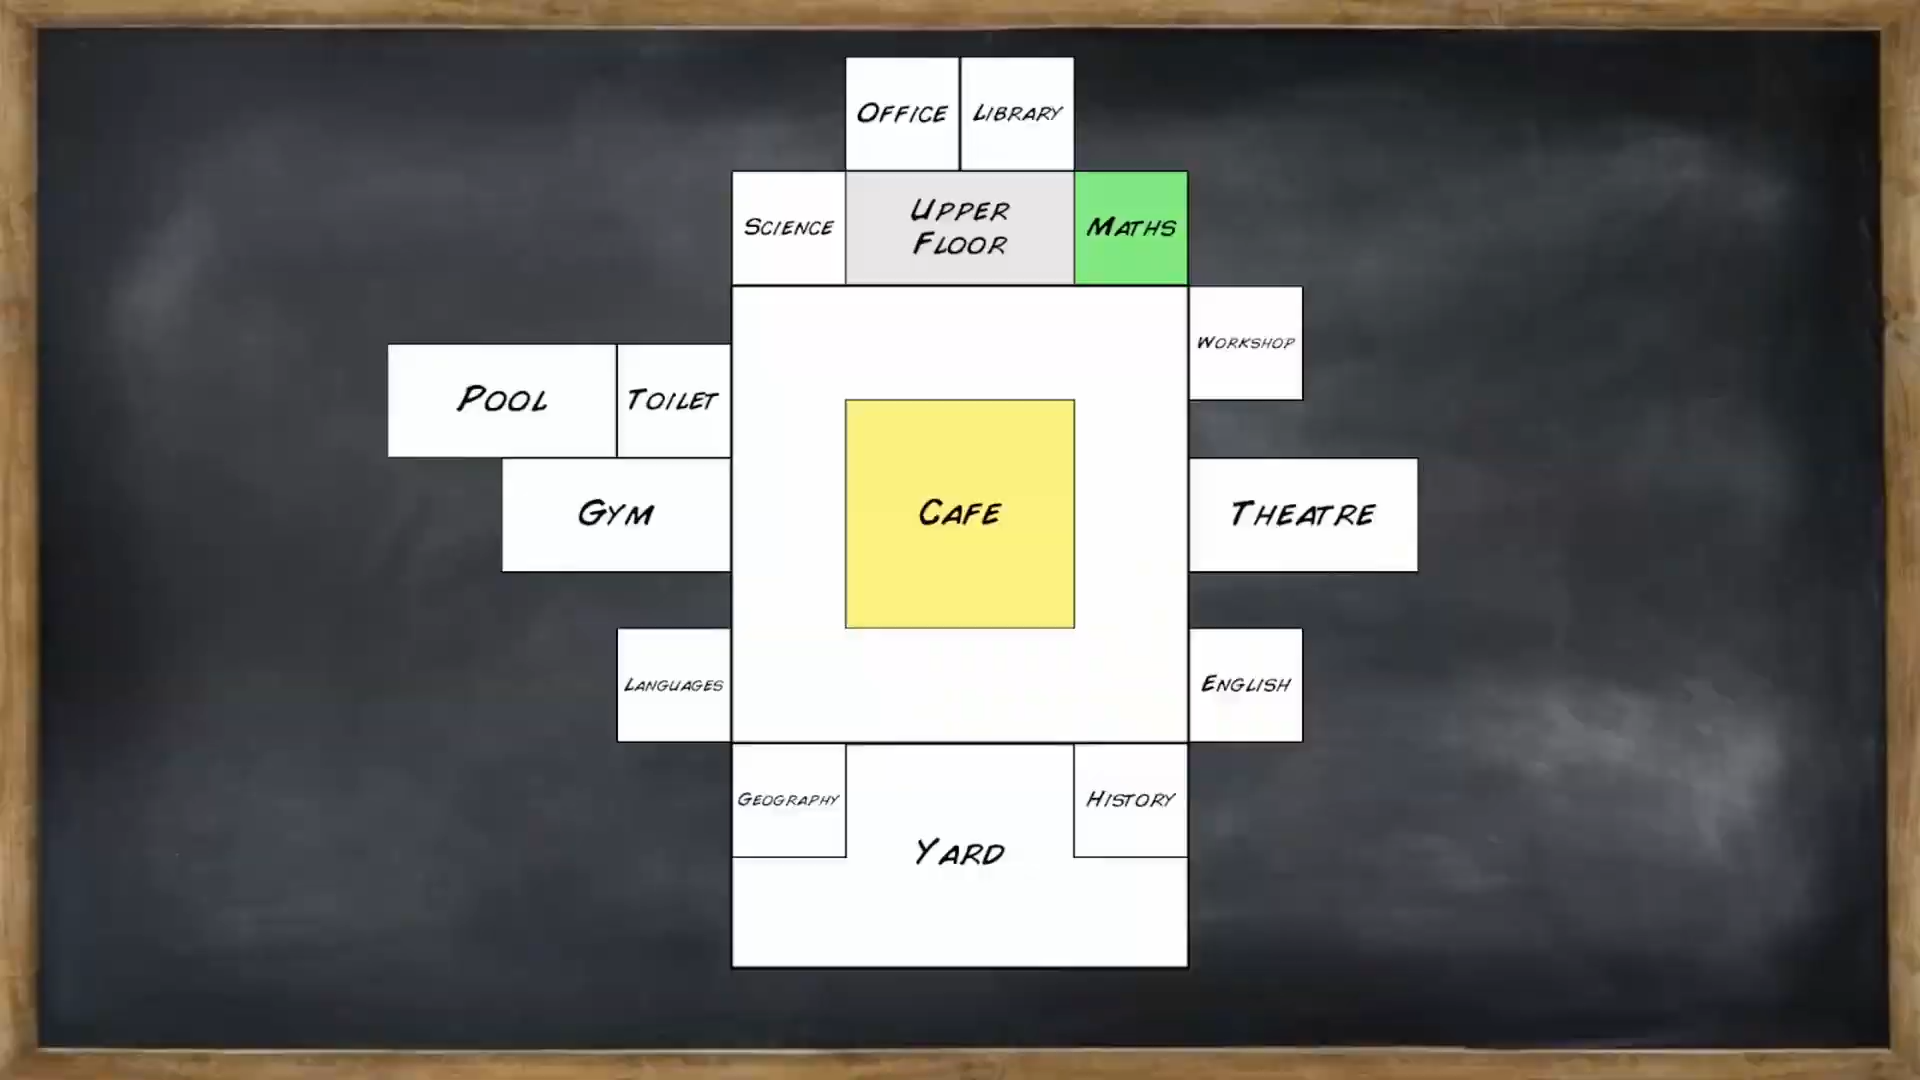 OFFICE
LIBRARY
SCIENCE
UPPER
FLOOR
MATHS
WORKSHOP
POOL
TOILET
GYM
CAFE
THEATRE
LANGUAGES
ENGLISH
GEOGRAPHY
HISTORY
YARD